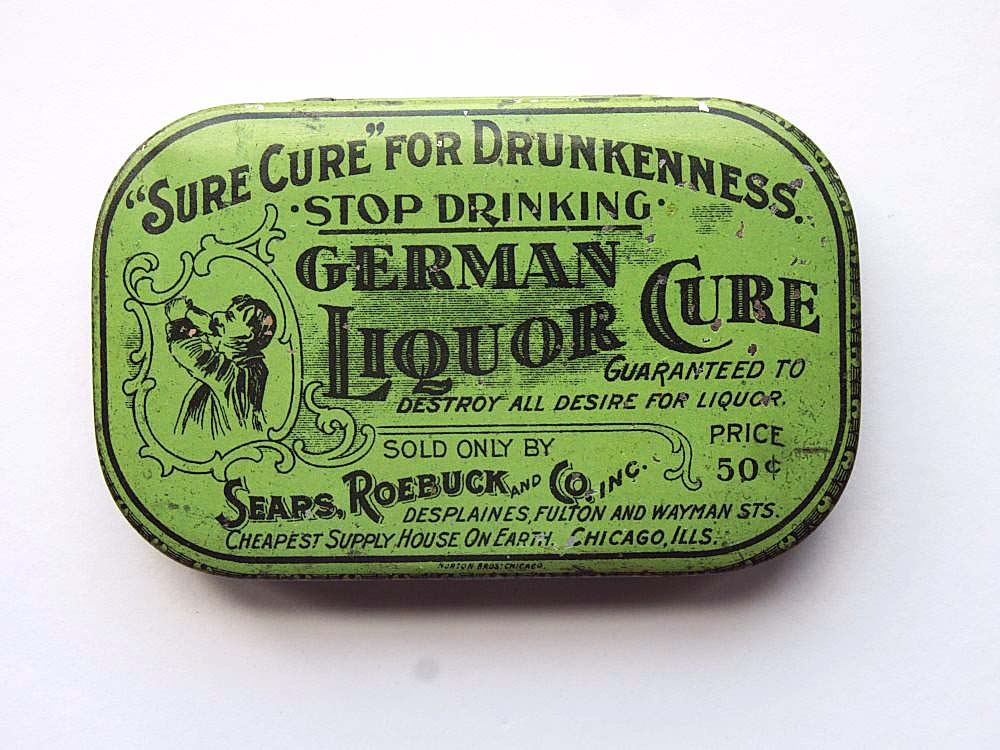 "SURE CURE" FOR DRUNKENNESS.
·STOP DRINKING·
GERMAN
LIQUOR CURE
GUARANTEED TO
DESTROY ALL DESIRE FOR LIQUOR.
SOLD ONLY BY
PRICE
50¢
SEARS, ROEBUCK AND CO. INC.
DESPLAINES, FULTON AND WAYMAN STS.
CHEAPEST SUPPLY HOUSE ON EARTH. CHICAGO, ILLS.
NORTON BROS. CHICAGO.